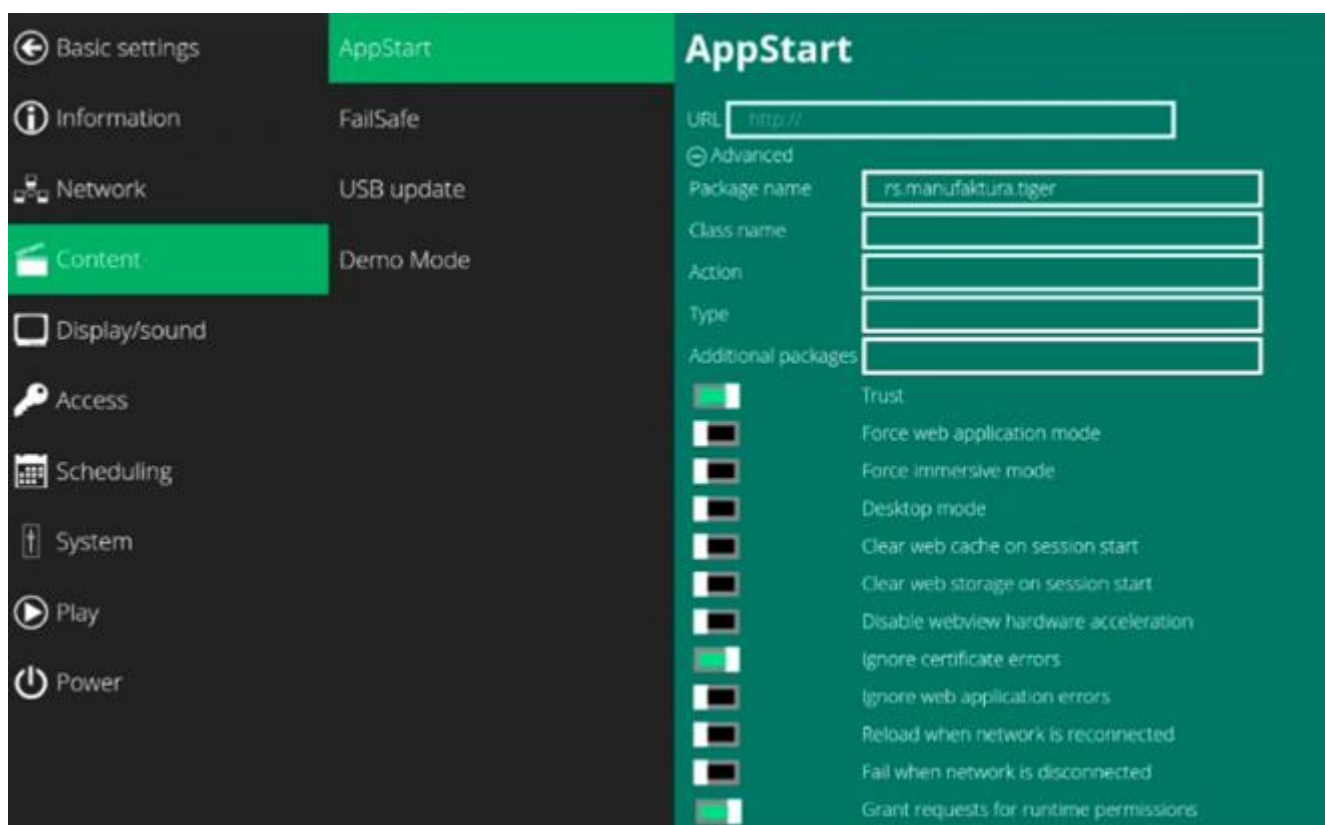 Basic settings
Information
Network
Content
Display/sound
Access
Scheduling
System
Play
Power
AppStart
FailSafe
USB update
Demo Mode
AppStart
URL http://
Advanced
Package name rs.manufaktura.tiger
Class name
Action
Type
Additional packages
Trust
Force web application mode
Force immersive mode
Desktop mode
Clear web cache on session start
Clear web storage on session start
Disable webview hardware acceleration
Ignore certificate errors
Ignore web application errors
Reload when network is reconnected
Fail when network is disconnected
Grant requests for runtime permissions